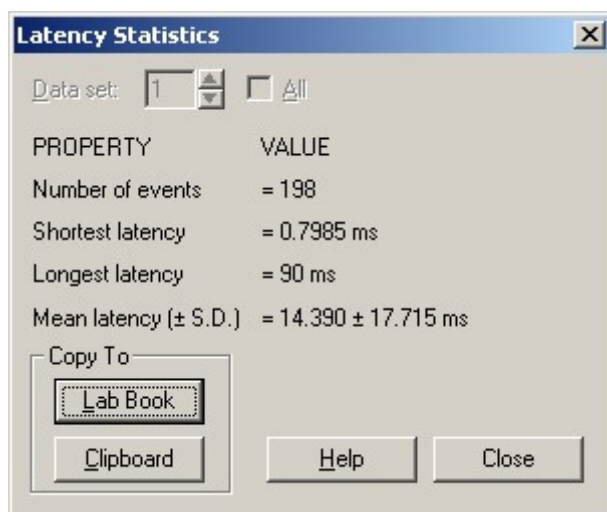 Latency Statistics
Data set: 1 All
PROPERTY VALUE
Number of events = 198
Shortest latency = 0.7985 ms
Longest latency = 90 ms
Mean latency (± S.D.) = 14.390 ± 17.715 ms
Copy To
Lab Book
Clipboard Help Close